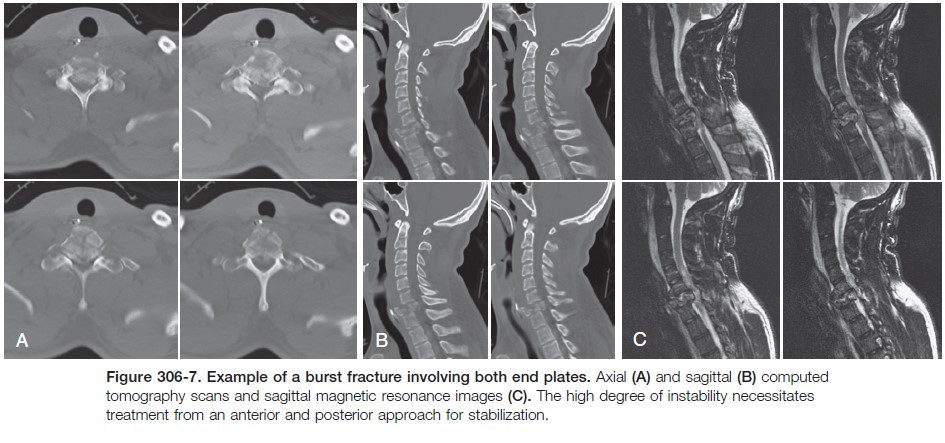 A
B
C
Figure 306-7. Example of a burst fracture involving both end plates. Axial (A) and sagittal (B) computed
tomography scans and sagittal magnetic resonance images (C). The high degree of instability necessitates
treatment from an anterior and posterior approach for stabilization.